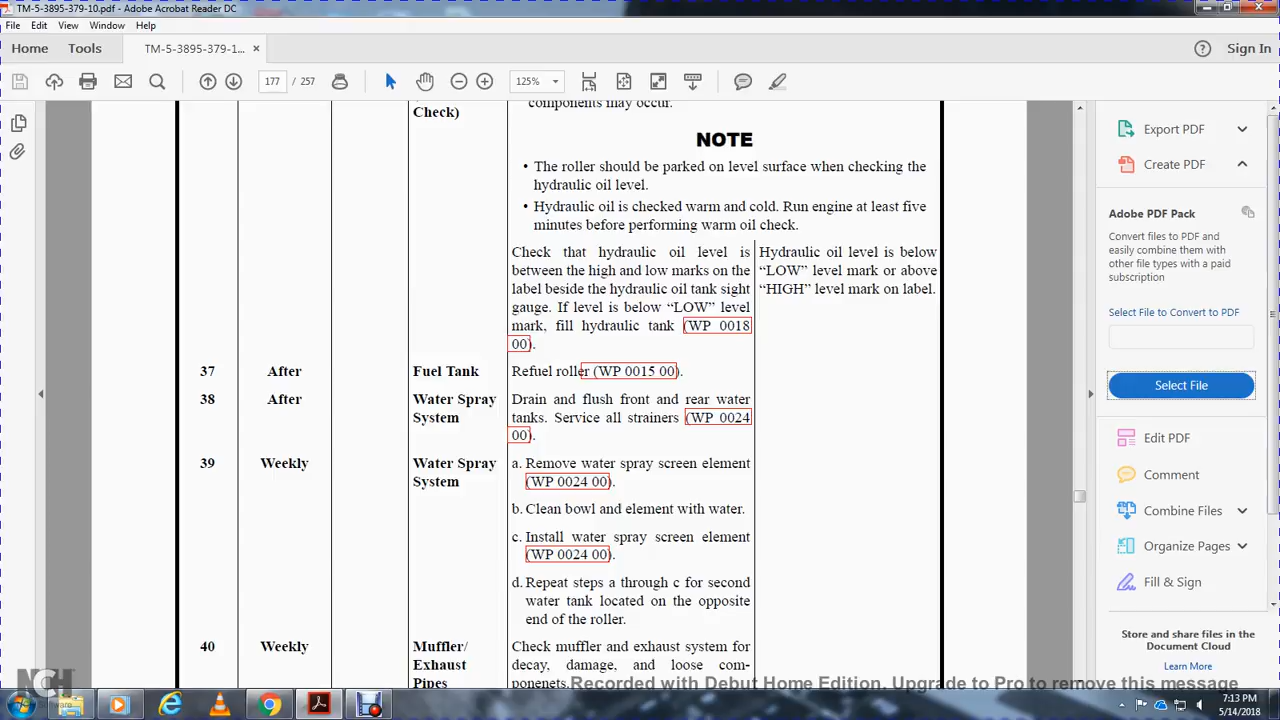 TM-5-3895-379-10.pdf - Adobe Acrobat Reader DC
File Edit View Window Help
Home Tools TM-5-3895-379-1... × Sign In
177 / 257 125%
components may occur.
Check)
NOTE
• The roller should be parked on level surface when checking the
hydraulic oil level.
• Hydraulic oil is checked warm and cold. Run engine at least five
minutes before performing warm oil check.
Check that hydraulic oil level is
between the high and low marks on the
label beside the hydraulic oil tank sight
gauge. If level is below “LOW” level
mark, fill hydraulic tank (WP 0018
00).
Hydraulic oil level is below
“LOW” level mark or above
“HIGH” level mark on label.
37 After Fuel Tank Refuel roller (WP 0015 00).
38 After Water Spray Drain and flush front and rear water
System tanks. Service all strainers (WP 0024
00).
39 Weekly Water Spray a. Remove water spray screen element
System (WP 0024 00).
b. Clean bowl and element with water.
c. Install water spray screen element
(WP 0024 00).
d. Repeat steps a through c for second
water tank located on the opposite
end of the roller.
40 Weekly Muffler/ Check muffler and exhaust system for
Exhaust decay, damage, and loose com-
Pipes ponenets.
Export PDF
Create PDF
Adobe PDF Pack
Convert files to PDF and
easily combine them with
other file types with a paid
subscription
Select File to Convert to PDF
Select File
Edit PDF
Comment
Combine Files
Organize Pages
Fill & Sign
Store and share files in the
Document Cloud
Learn More
NCH
Recorded with Debut Home Edition. Upgrade to Pro to remove this message
7:13 PM
5/14/2018